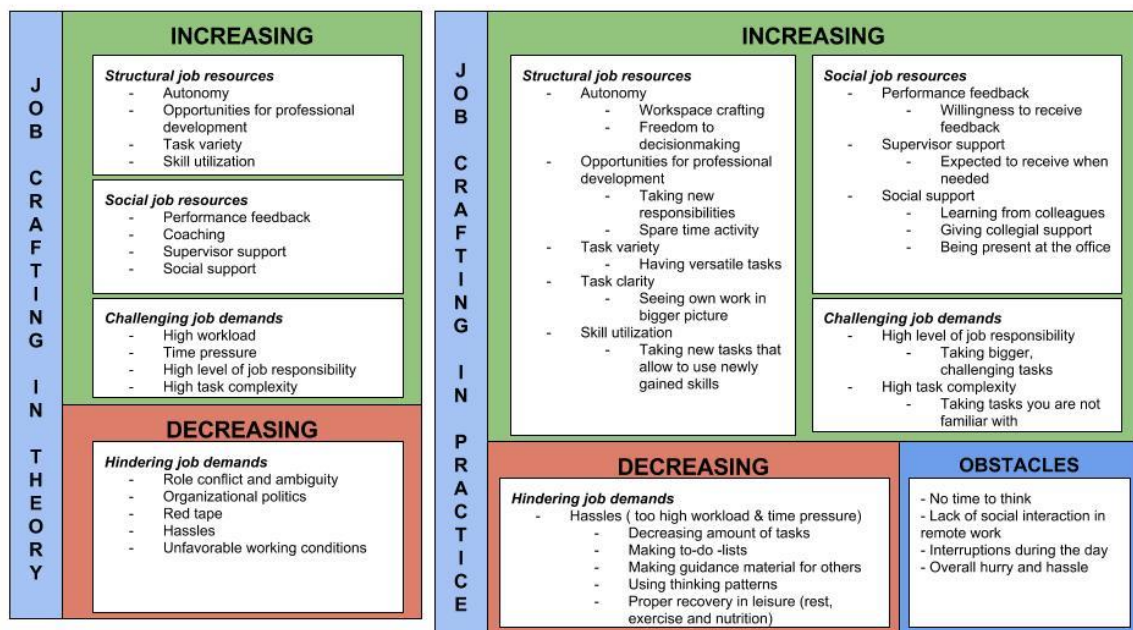 JOB CRAFTING IN THEORY
INCREASING
Structural job resources
- Autonomy
- Opportunities for professional
development
- Task variety
- Skill utilization
Social job resources
- Performance feedback
- Coaching
- Supervisor support
- Social support
Challenging job demands
- High workload
- Time pressure
- High level of job responsibility
- High task complexity
DECREASING
Hindering job demands
- Role conflict and ambiguity
- Organizational politics
- Red tape
- Hassles
- Unfavorable working conditions
JOB CRAFTING IN PRACTICE
INCREASING
Structural job resources
- Autonomy
- Workspace crafting
- Freedom to
decisionmaking
- Opportunities for professional
development
- Taking new
responsibilities
- Spare time activity
- Task variety
- Having versatile tasks
- Task clarity
- Seeing own work in
bigger picture
- Skill utilization
- Taking new tasks that
allow to use newly
gained skills
Social job resources
- Performance feedback
- Willingness to receive
feedback
- Supervisor support
- Expected to receive when
needed
- Social support
- Learning from colleagues
- Giving collegial support
- Being present at the office
Challenging job demands
- High level of job responsibility
- Taking bigger,
challenging tasks
- High task complexity
- Taking tasks you are not
familiar with
DECREASING
Hindering job demands
- Hassles ( too high workload & time pressure)
- Decreasing amount of tasks
- Making to-do -lists
- Making guidance material for others
- Using thinking patterns
- Proper recovery in leisure (rest,
exercise and nutrition)
OBSTACLES
- No time to think
- Lack of social interaction in
remote work
- Interruptions during the day
- Overall hurry and hassle